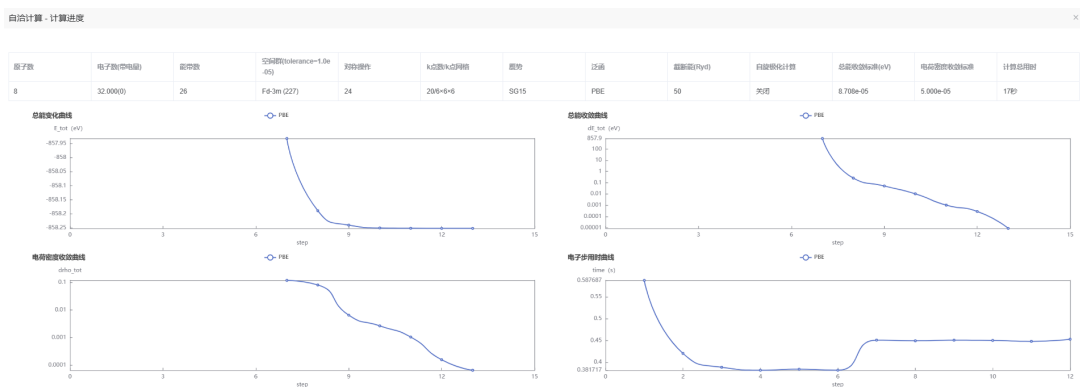 自洽计算 - 计算进度
×
原子数 电子数(带电量) 能带数 空间群(tolerance=1.0e-05) 对称操作 k点数/k点网格 赝势 泛函 截断能(Ryd) 自旋极化计算 总能收敛标准(eV) 电荷密度收敛标准 计算总用时
8 32.000(0) 26 Fd-3m (227) 24 20/6×6×6 SG15 PBE 50 关闭 8.708e-05 5.000e-05 17秒
总能变化曲线
PBE
E_tot (eV)
-857.95
-858
-858.05
-858.1
-858.15
-858.2
-858.25
0 3 6 9 12 15
step
总能收敛曲线
PBE
dE_tot (eV)
857.9
100
10
1
0.1
0.01
0.001
0.0001
0.00001
0 3 6 9 12 15
step
电荷密度收敛曲线
PBE
drho_tot
0.1
0.01
0.001
0.0001
0 3 6 9 12 15
step
电子步用时曲线
PBE
time (s)
0.587687
0.55
0.5
0.45
0.4
0.381717
0 2 4 6 8 10 12
step